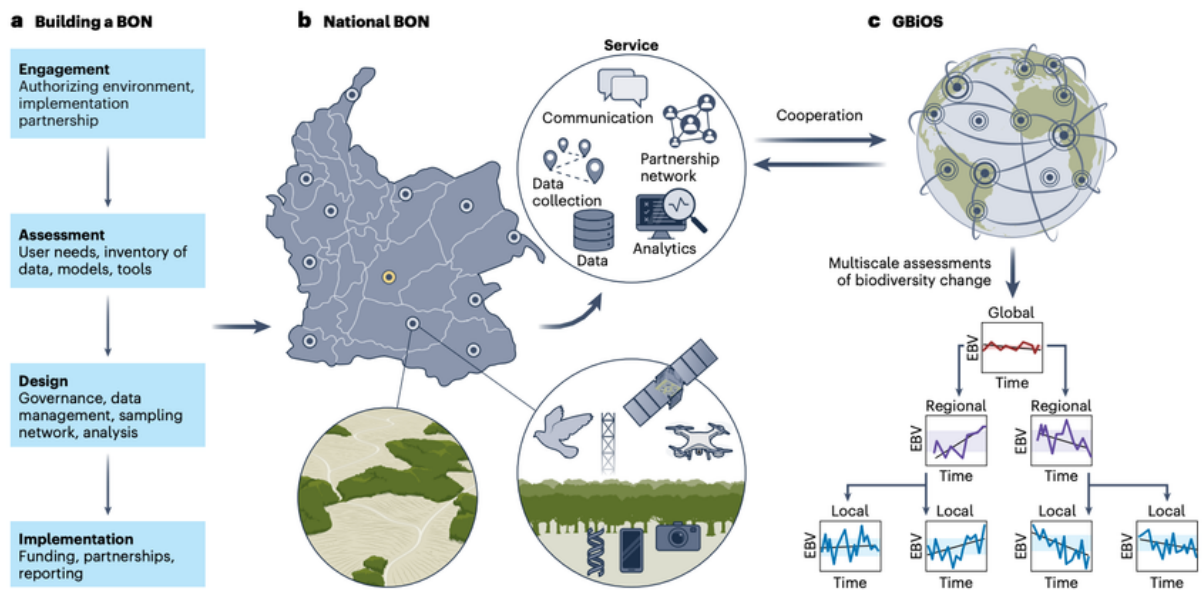 a Building a BON
Engagement
Authorizing environment,
implementation
partnership
Assessment
User needs, inventory of
data, models, tools
Design
Governance, data
management, sampling
network, analysis
Implementation
Funding, partnerships,
reporting
b National BON
Service
Communication
Partnership
network
Data
collection
Analytics
Data
Cooperation
c GBiOS
Multiscale assessments
of biodiversity change
Global
EBV
Time
Regional
EBV
Time
Regional
EBV
Time
Local
EBV
Time
Local
EBV
Time
Local
EBV
Time
Local
EBV
Time